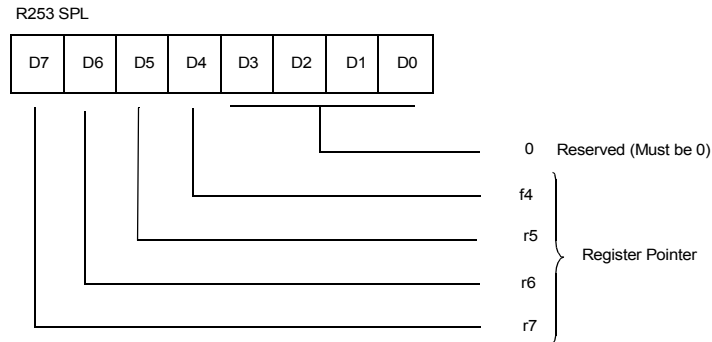 R253 SPL
D7 D6 D5 D4 D3 D2 D1 D0
0 Reserved (Must be 0)
f4
r5
Register Pointer
r6
r7